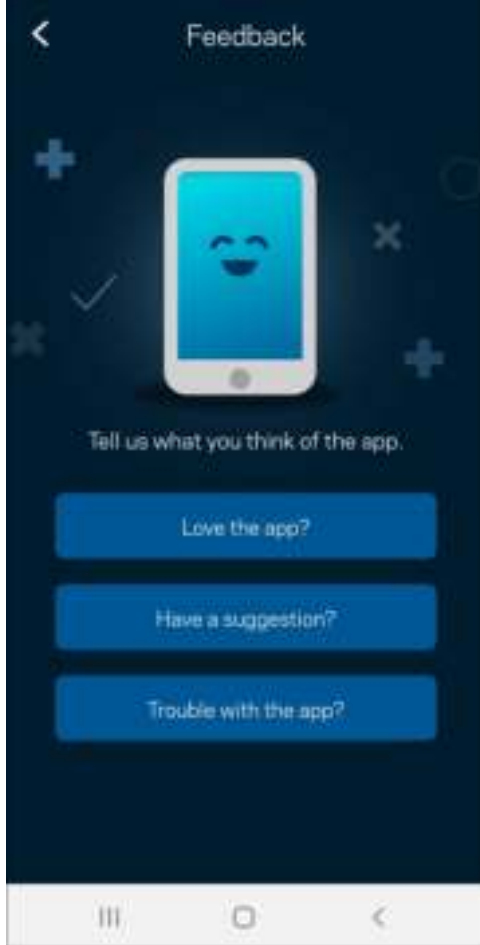 Feedback
Tell us what you think of the app.
Love the app?
Have a suggestion?
Trouble with the app?